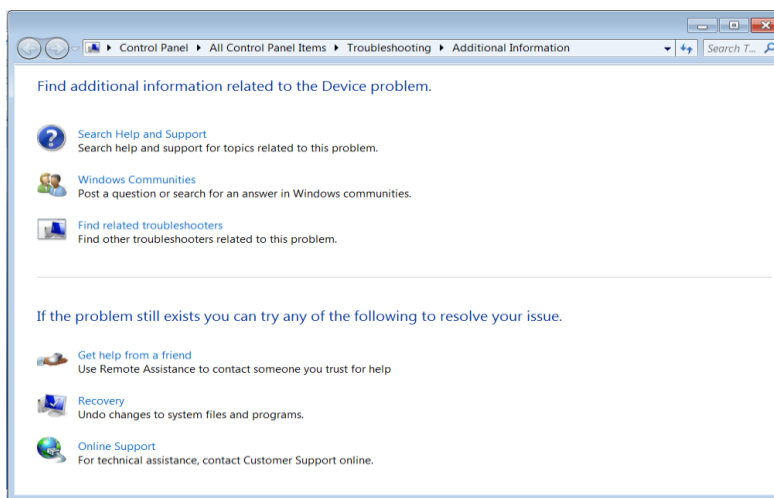 Control Panel ▸ All Control Panel Items ▸ Troubleshooting ▸ Additional Information
Search T...
Find additional information related to the Device problem.
Search Help and Support
Search help and support for topics related to this problem.
Windows Communities
Post a question or search for an answer in Windows communities.
Find related troubleshooters
Find other troubleshooters related to this problem.
If the problem still exists you can try any of the following to resolve your issue.
Get help from a friend
Use Remote Assistance to contact someone you trust for help
Recovery
Undo changes to system files and programs.
Online Support
For technical assistance, contact Customer Support online.